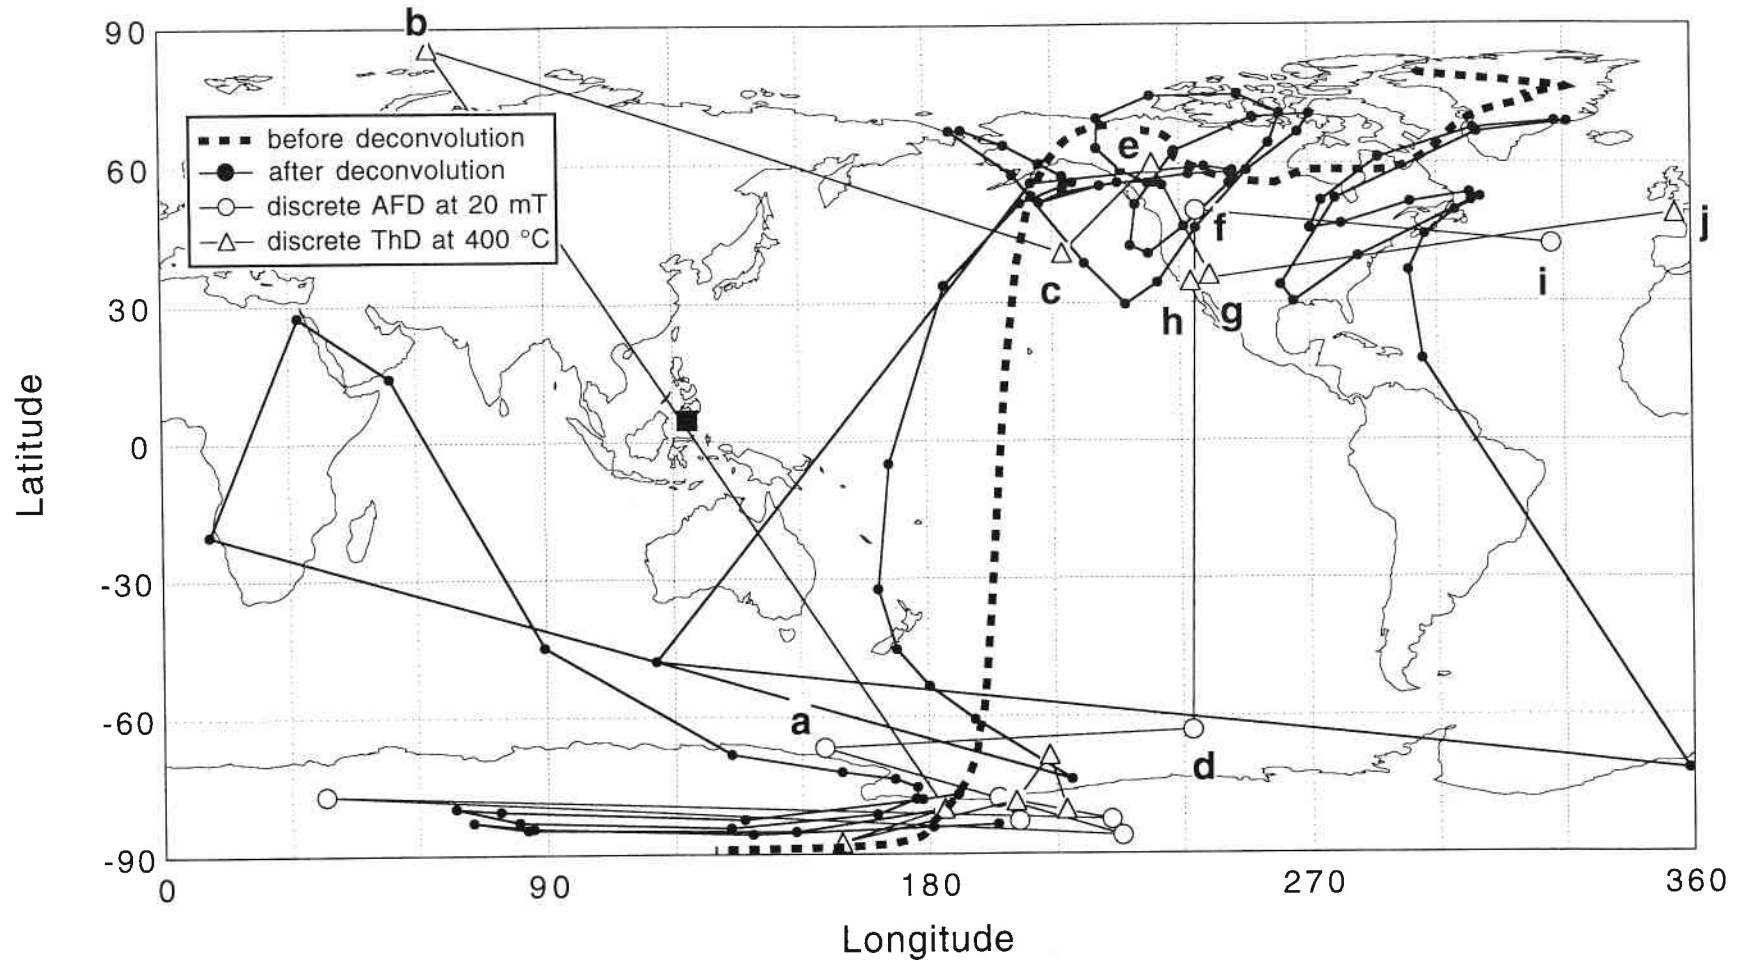 b
90
before deconvolution
after deconvolution
discrete AFD at 20 mT
discrete ThD at 400 °C
e
60
f
j
c
i
h
g
30
0
-30
a
-60
d
-90
0
90
180
270
360
Latitude
Longitude